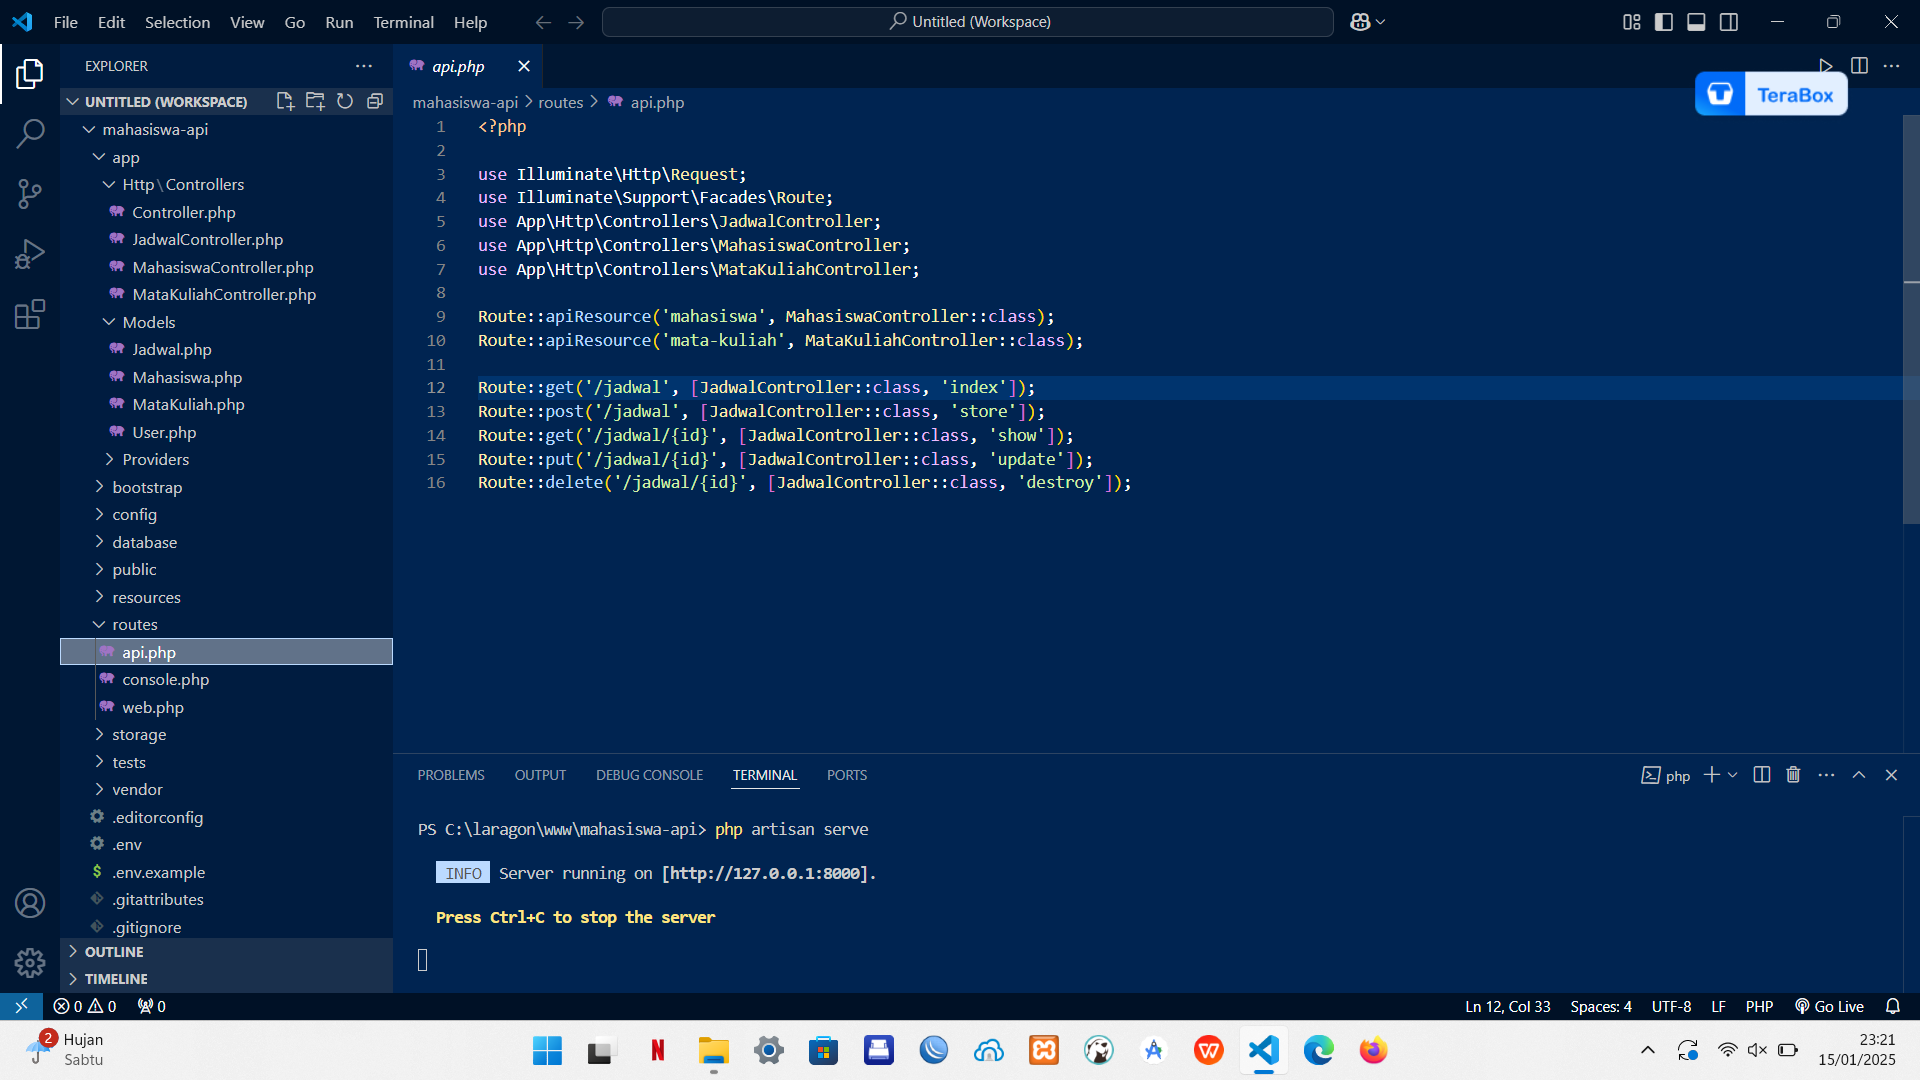 File Edit Selection View Go Run Terminal Help
Untitled (Workspace)
EXPLORER
UNTITLED (WORKSPACE)
mahasiswa-api
app
Http\Controllers
Controller.php
JadwalController.php
MahasiswaController.php
MataKuliahController.php
Models
Jadwal.php
Mahasiswa.php
MataKuliah.php
User.php
Providers
bootstrap
config
database
public
resources
routes
api.php
console.php
web.php
storage
tests
vendor
.editorconfig
.env
.env.example
.gitattributes
.gitignore
OUTLINE
TIMELINE
api.php
TeraBox
mahasiswa-api > routes > api.php
1 <?php
2
3 use Illuminate\Http\Request;
4 use Illuminate\Support\Facades\Route;
5 use App\Http\Controllers\JadwalController;
6 use App\Http\Controllers\MahasiswaController;
7 use App\Http\Controllers\MataKuliahController;
8
9 Route::apiResource('mahasiswa', MahasiswaController::class);
10 Route::apiResource('mata-kuliah', MataKuliahController::class);
11
12 Route::get('/jadwal', [JadwalController::class, 'index']);
13 Route::post('/jadwal', [JadwalController::class, 'store']);
14 Route::get('/jadwal/{id}', [JadwalController::class, 'show']);
15 Route::put('/jadwal/{id}', [JadwalController::class, 'update']);
16 Route::delete('/jadwal/{id}', [JadwalController::class, 'destroy']);
PROBLEMS OUTPUT DEBUG CONSOLE TERMINAL PORTS
php
PS C:\laragon\www\mahasiswa-api> php artisan serve
INFO Server running on [http://127.0.0.1:8000].
Press Ctrl+C to stop the server
0 0 0
Ln 12, Col 33 Spaces: 4 UTF-8 LF PHP Go Live
2
Hujan
Sabtu
23:21
15/01/2025